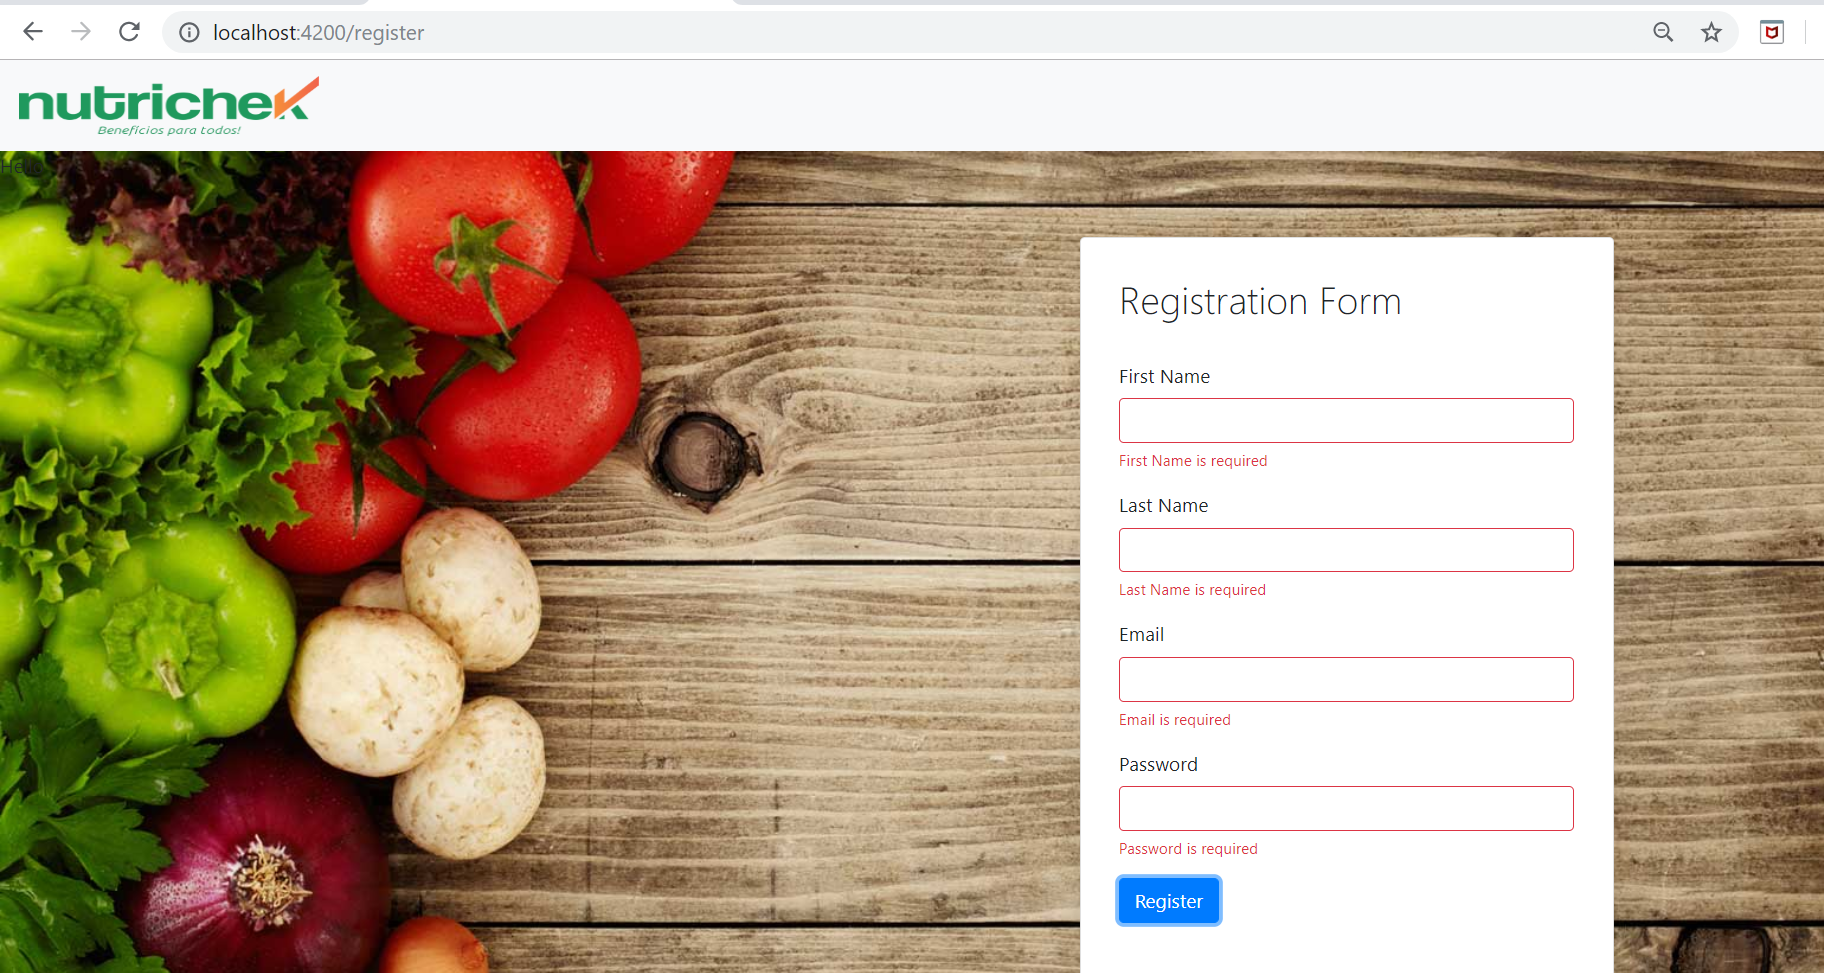 localhost:4200/register
nutrichek
Benefícios para todos!
Registration Form
First Name
First Name is required
Last Name
Last Name is required
Email
Email is required
Password
Password is required
Register